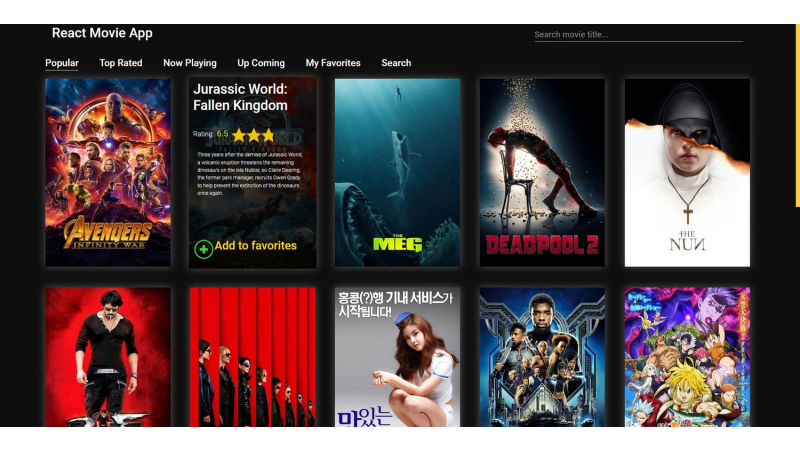 React Movie App
Search movie title...
Popular
Top Rated
Now Playing
Up Coming
My Favorites
Search
Jurassic World:
Fallen Kingdom
Rating: 6.5
Three years after the demise of Jurassic World,
a volcanic eruption threatens the remaining
dinosaurs on the isla Nublar, so Claire Dearing,
the former park manager, recruits Owen Grady
to help prevent the extinction of the dinosaurs
once again.
Add to favorites
AVENGERS
INFINITY WAR
THE
MEG
DEADPOOL 2
THE
NUN
홍콩(?)행 기내 서비스가
시작됩니다!
맛있는